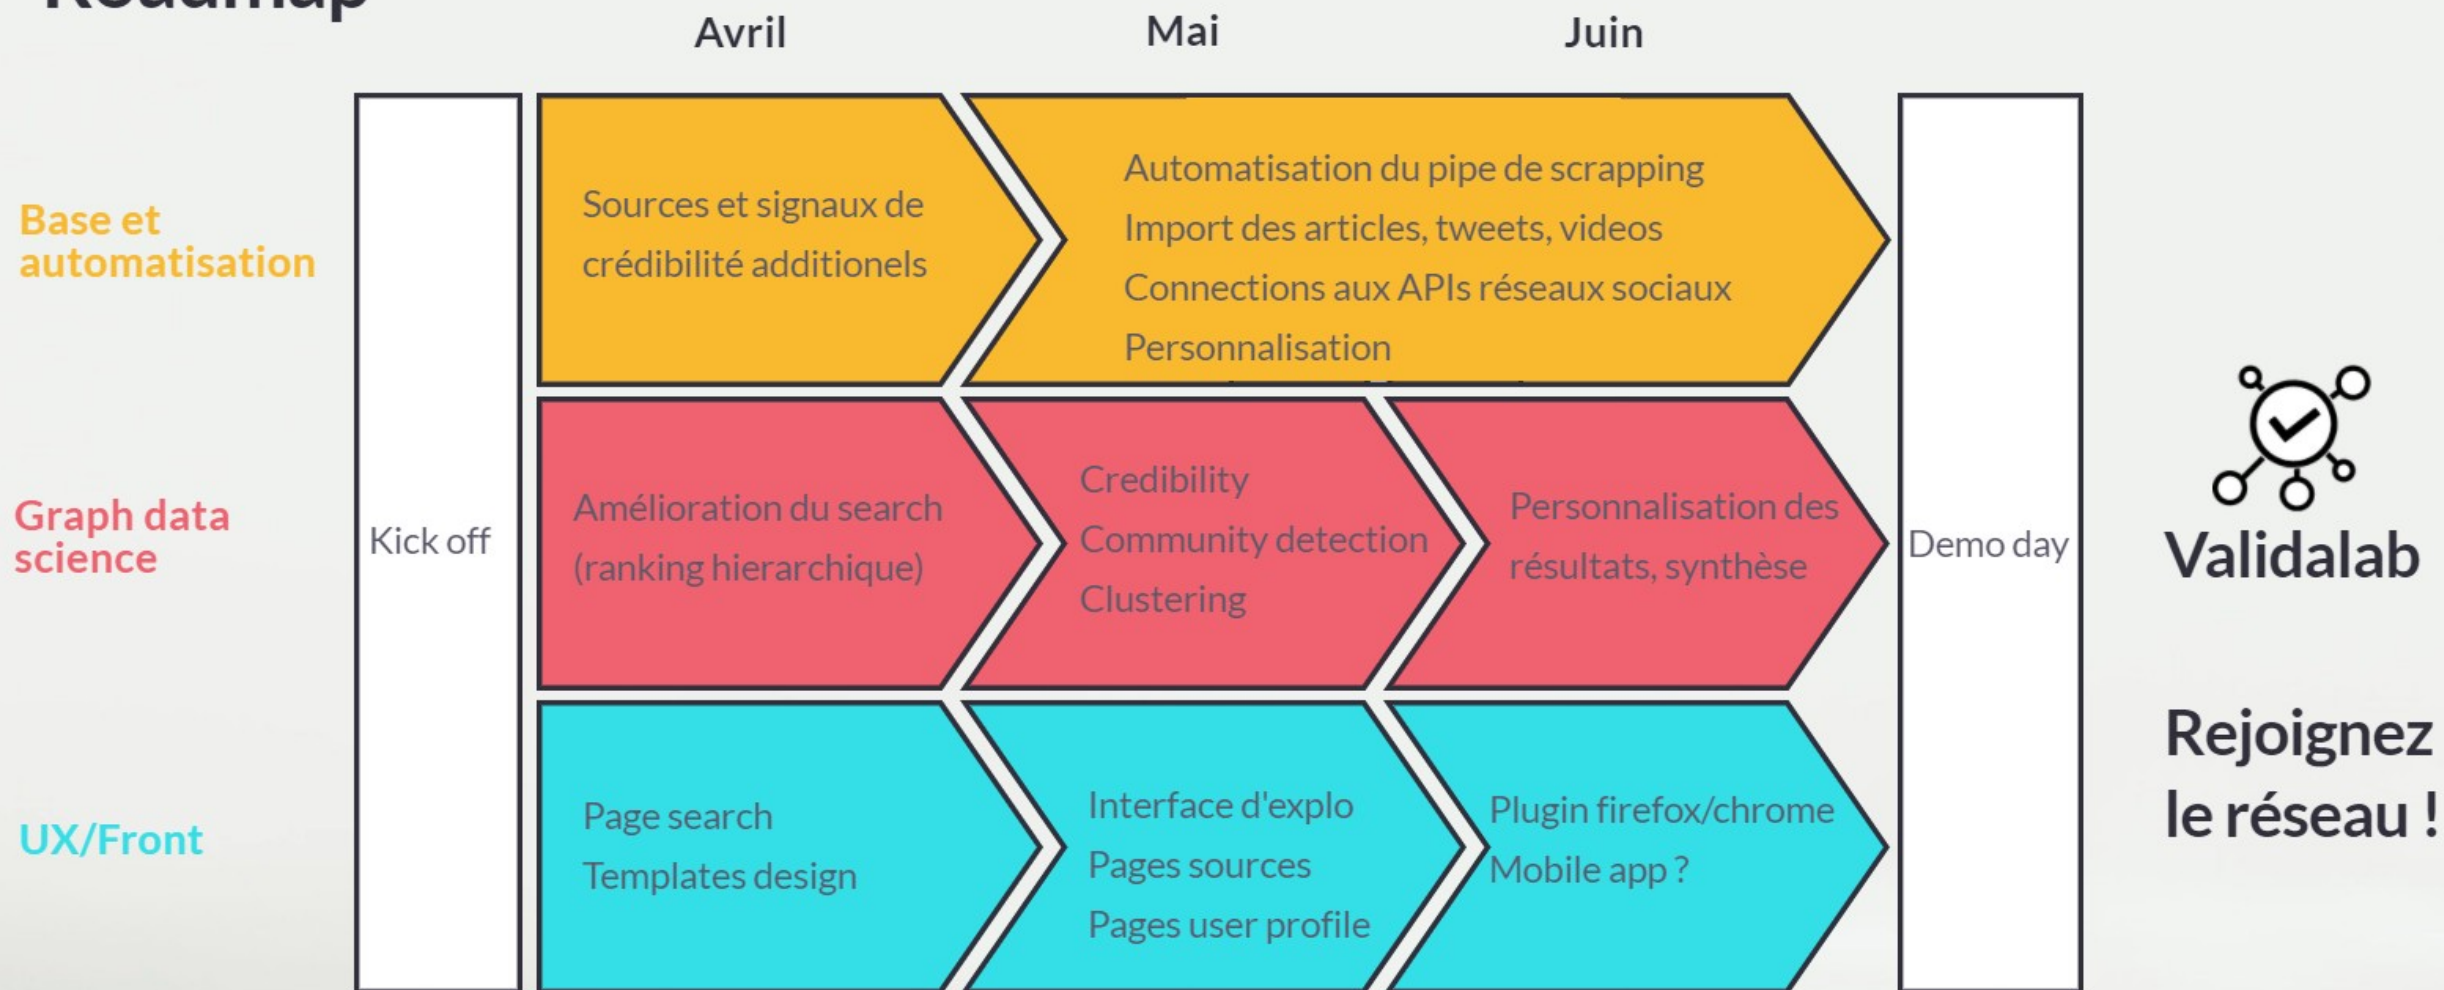 Roadmap
Avril
Mai
Juin
Base et
automatisation
Sources et signaux de
crédibilité additionels
Automatisation du pipe de scrapping
Import des articles, tweets, videos
Connections aux APIs réseaux sociaux
Personnalisation
Graph data
science
Kick off
Amélioration du search
(ranking hierarchique)
Credibility
Community detection
Clustering
Personnalisation des
résultats, synthèse
Demo day
Validalab
Rejoignez
le réseau !
UX/Front
Page search
Templates design
Interface d'explo
Pages sources
Pages user profile
Plugin firefox/chrome
Mobile app ?